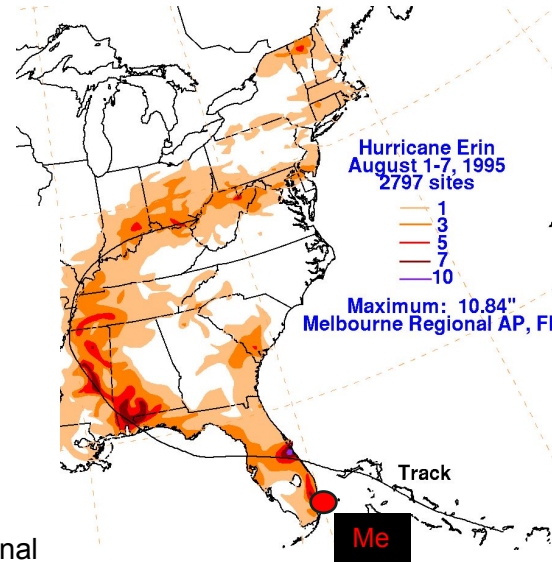 Hurricane Erin
August 1-7, 1995
2797 sites
1
3
5
7
10
Maximum: 10.84"
Melbourne Regional AP, Fl
Track
Me
nal